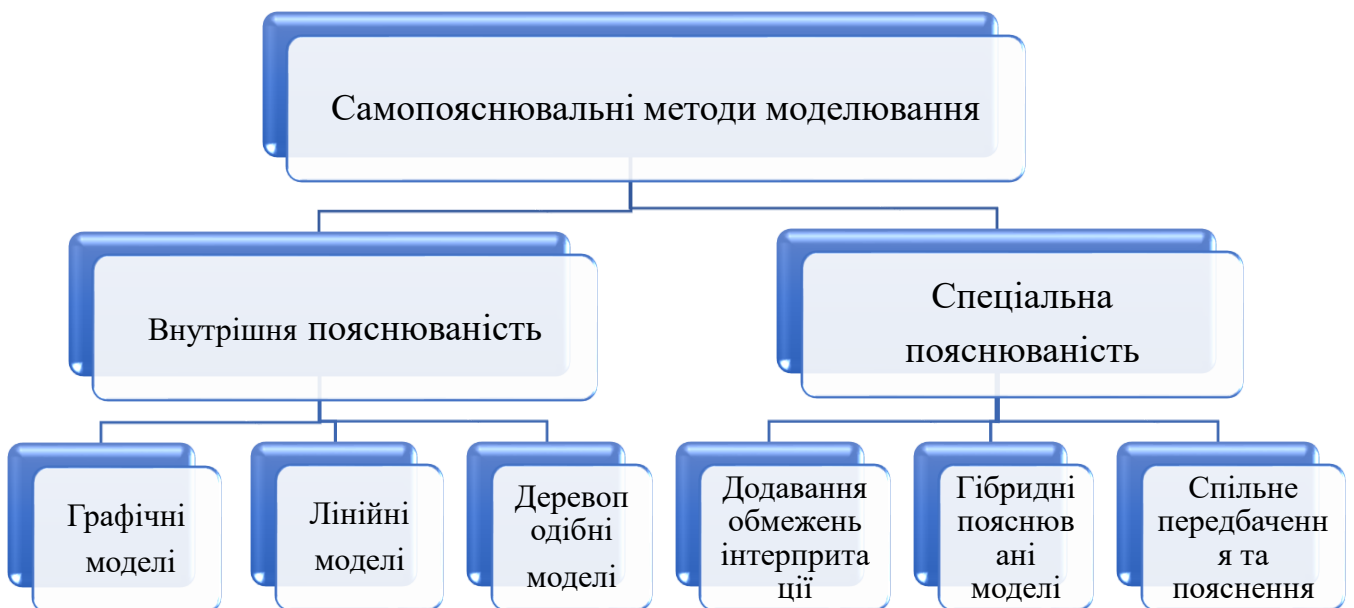 Самопояснювальні методи моделювання
Внутрішня пояснюваність
Спеціальна
пояснюваність
Графічні
моделі
Лінійні
моделі
Деревоп
одібні
моделі
Додавання
обмежень
інтерприта
ції
Гібридні
пояснюв
ані
моделі
Спільне
передбаченн
я та
пояснення